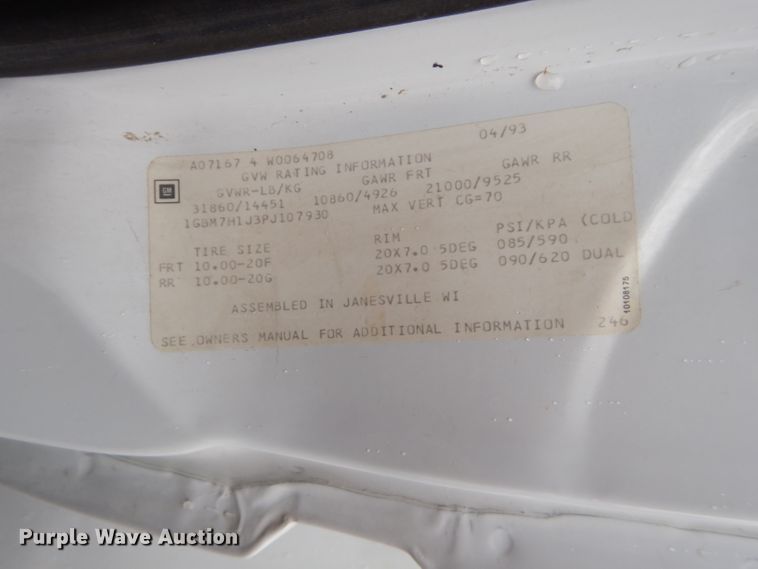 A07167 4 W0064708 04/93
GVW RATING INFORMATION
GM
GVWR-LB/KG GAWR FRT GAWR RR
31860/14451 10860/4926 21000/9525
1GBM7H1J3PJ107930 MAX VERT CG=70
TIRE SIZE RIM PSI/KPA (COLD
FRT 10.00-20F 20X7.0 5DEG 085/590
RR 10.00-20G 20X7.0 5DEG 090/620 DUAL
ASSEMBLED IN JANESVILLE WI
SEE OWNERS MANUAL FOR ADDITIONAL INFORMATION 246
10108175
Purple Wave Auction